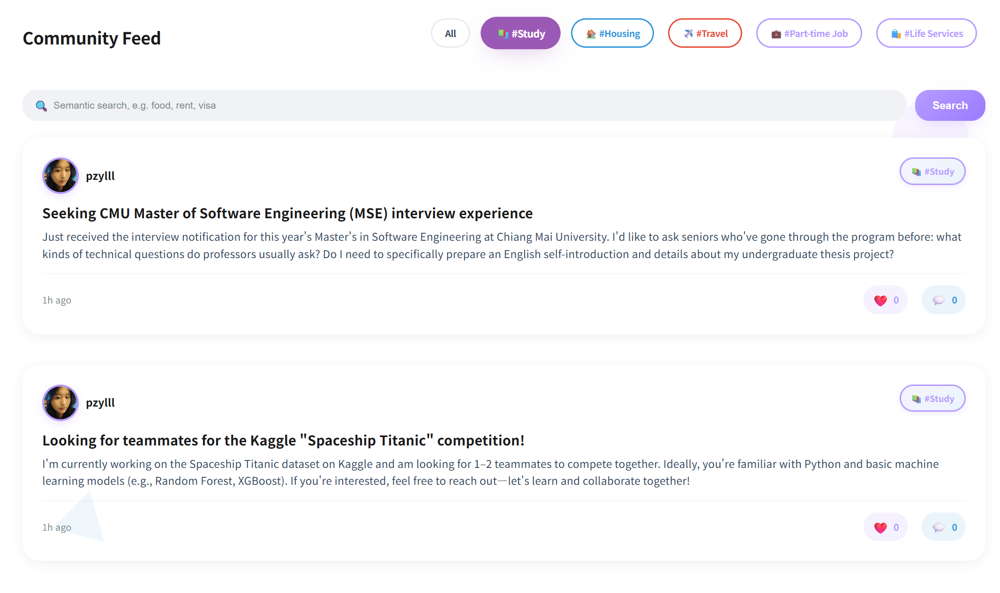 Community Feed
All
#Study
#Housing
#Travel
#Part-time Job
#Life Services
Semantic search, e.g. food, rent, visa
Search
pzylll
#Study
Seeking CMU Master of Software Engineering (MSE) interview experience
Just received the interview notification for this year's Master's in Software Engineering at Chiang Mai University. I'd like to ask seniors who've gone through the program before: what
kinds of technical questions do professors usually ask? Do I need to specifically prepare an English self-introduction and details about my undergraduate thesis project?
1h ago
0
0
pzylll
#Study
Looking for teammates for the Kaggle "Spaceship Titanic" competition!
I'm currently working on the Spaceship Titanic dataset on Kaggle and am looking for 1–2 teammates to compete together. Ideally, you're familiar with Python and basic machine
learning models (e.g., Random Forest, XGBoost). If you're interested, feel free to reach out—let's learn and collaborate together!
1h ago
0
0